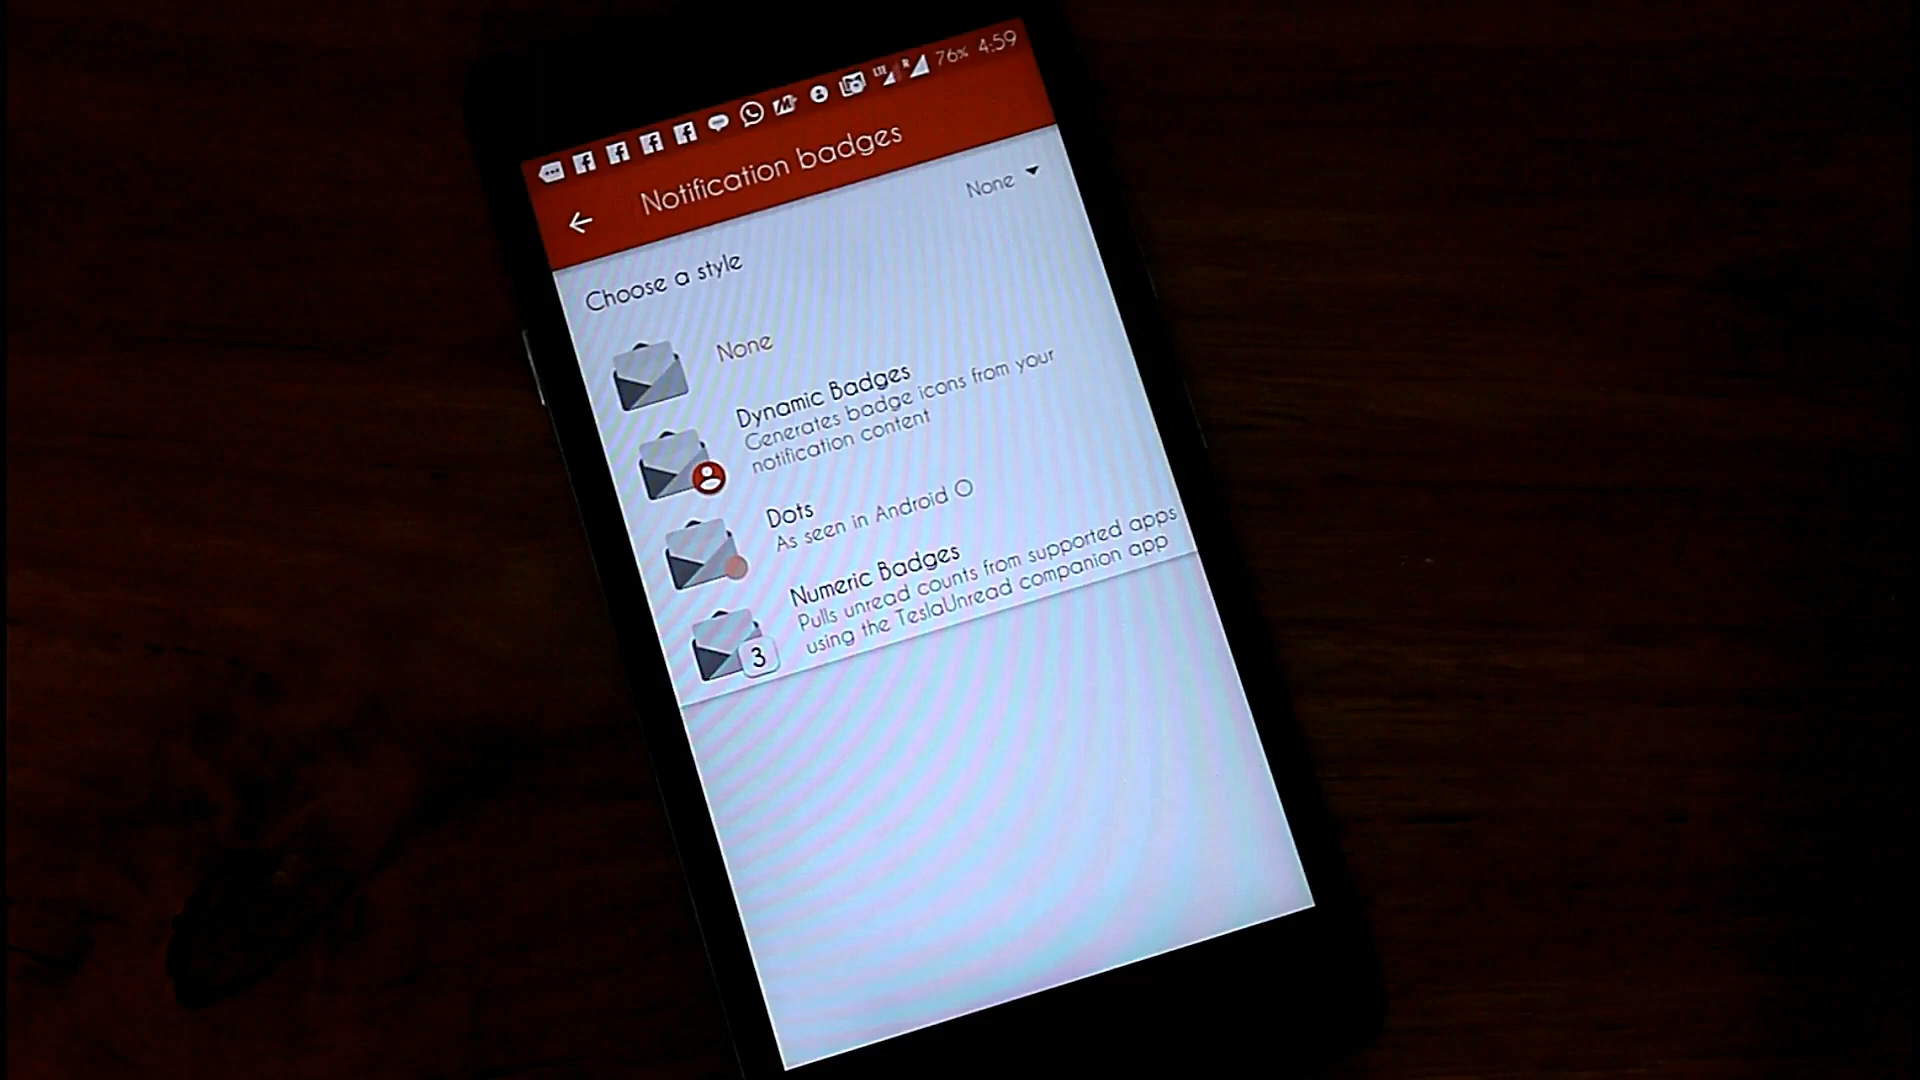 LTE R 76% 4:59
Notification badges
None
Choose a style
None
Dynamic Badges
Generates badge icons from your
notification content
Dots
As seen in Android O
Numeric Badges
Pulls unread counts from supported apps
using the TeslaUnread companion app
3